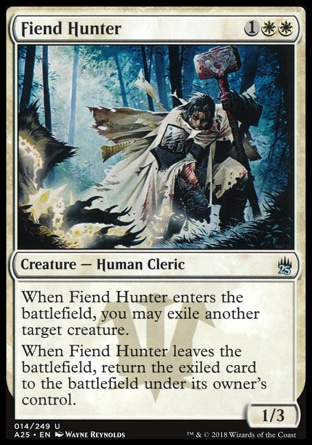 Fiend Hunter 1
Creature — Human Cleric
25
When Fiend Hunter enters the
battlefield, you may exile another
target creature.
When Fiend Hunter leaves the
battlefield, return the exiled card
to the battlefield under its owner's
control.
1/3
014/249 U
A25 • EN Wayne Reynolds
™ & © 2018 Wizards of the Coast